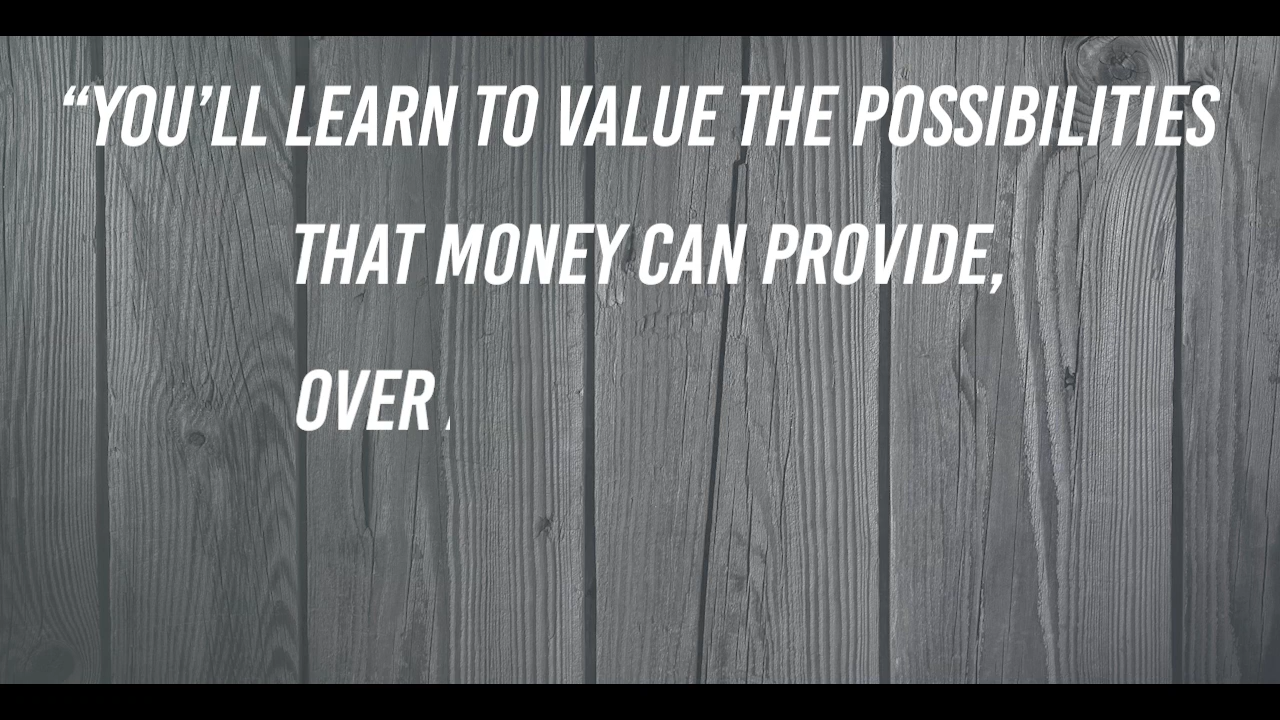 “YOU’LL LEARN TO VALUE THE POSSIBILITIES
THAT MONEY CAN PROVIDE,
OVER